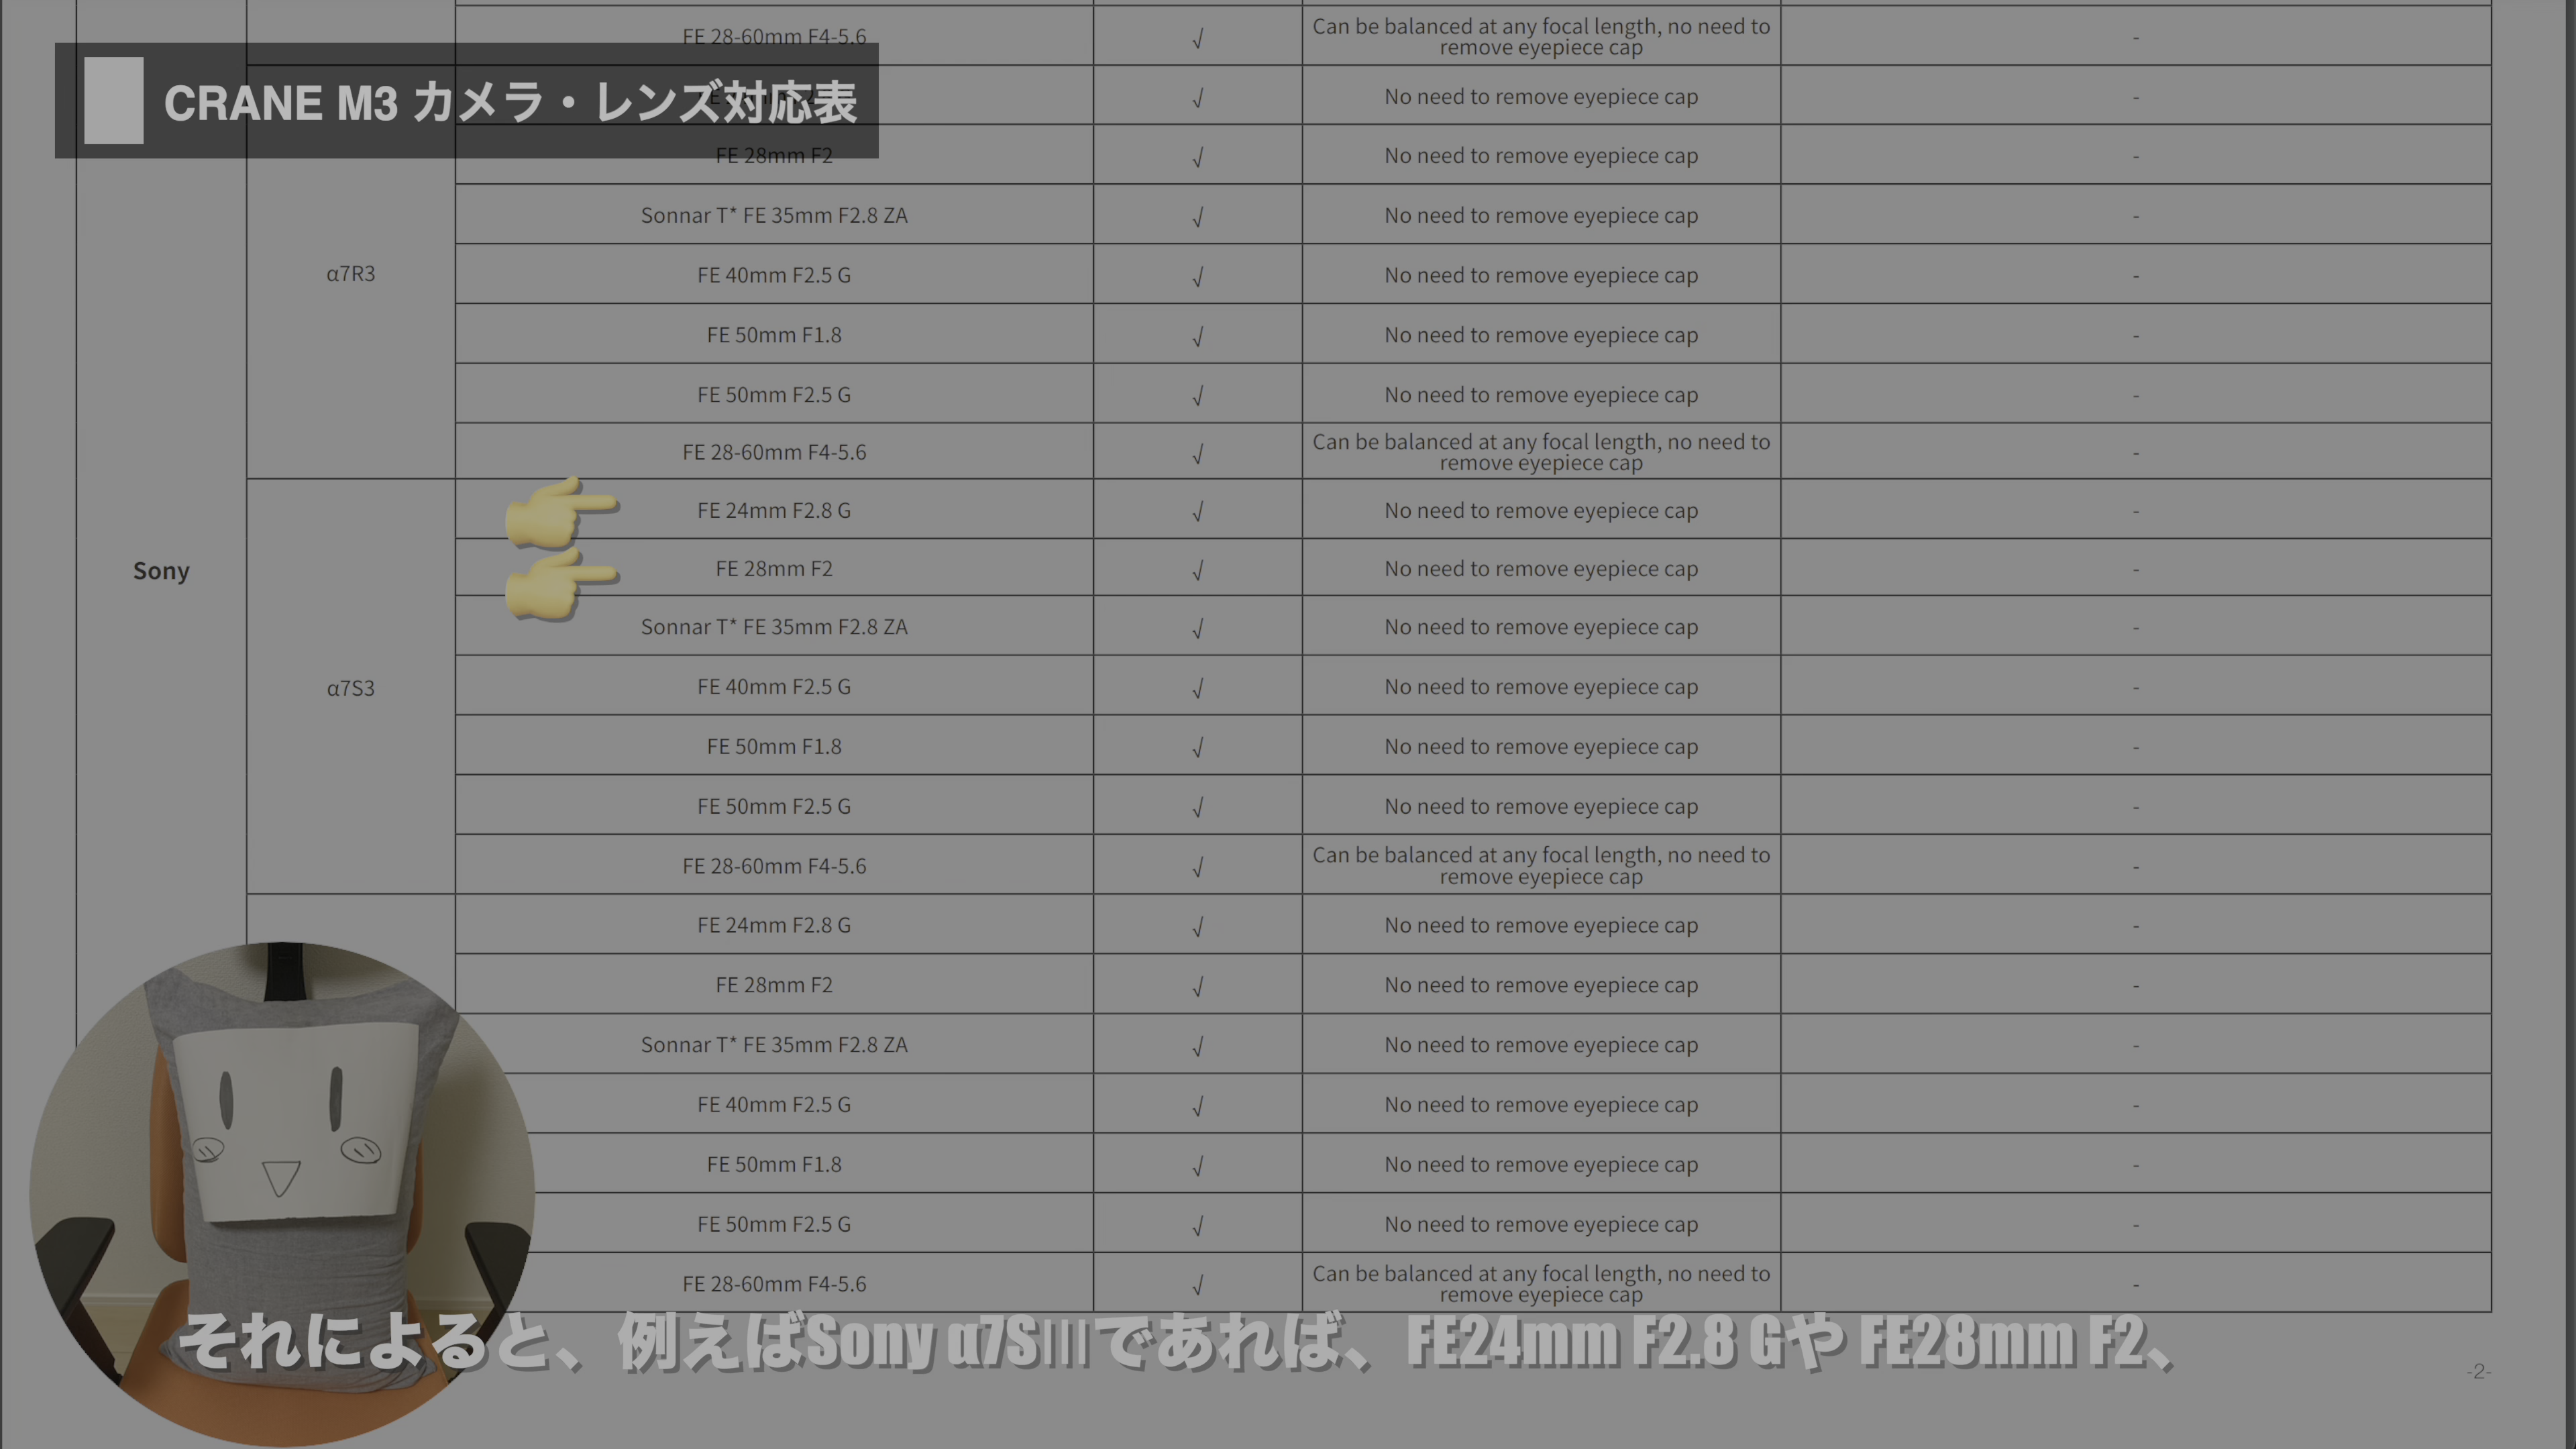 FE 28-60mm F4-5.6 √ Can be balanced at any focal length, no need to
remove eyepiece cap -
CRANE M3 カメラ・レンズ対応表
√ No need to remove eyepiece cap -
FE 28mm F2 √ No need to remove eyepiece cap -
Sonnar T* FE 35mm F2.8 ZA √ No need to remove eyepiece cap -
α7R3 FE 40mm F2.5 G √ No need to remove eyepiece cap -
FE 50mm F1.8 √ No need to remove eyepiece cap -
FE 50mm F2.5 G √ No need to remove eyepiece cap -
FE 28-60mm F4-5.6 √ Can be balanced at any focal length, no need to
remove eyepiece cap -
FE 24mm F2.8 G √ No need to remove eyepiece cap -
Sony FE 28mm F2 √ No need to remove eyepiece cap -
Sonnar T* FE 35mm F2.8 ZA √ No need to remove eyepiece cap -
α7S3 FE 40mm F2.5 G √ No need to remove eyepiece cap -
FE 50mm F1.8 √ No need to remove eyepiece cap -
FE 50mm F2.5 G √ No need to remove eyepiece cap -
FE 28-60mm F4-5.6 √ Can be balanced at any focal length, no need to
remove eyepiece cap -
FE 24mm F2.8 G √ No need to remove eyepiece cap -
FE 28mm F2 √ No need to remove eyepiece cap -
Sonnar T* FE 35mm F2.8 ZA √ No need to remove eyepiece cap -
FE 40mm F2.5 G √ No need to remove eyepiece cap -
FE 50mm F1.8 √ No need to remove eyepiece cap -
FE 50mm F2.5 G √ No need to remove eyepiece cap -
FE 28-60mm F4-5.6 √ Can be balanced at any focal length, no need to
remove eyepiece cap -
それによると、例えばSony α7SⅢであれば、FE24mm F2.8 Gや FE28mm F2、
-2-